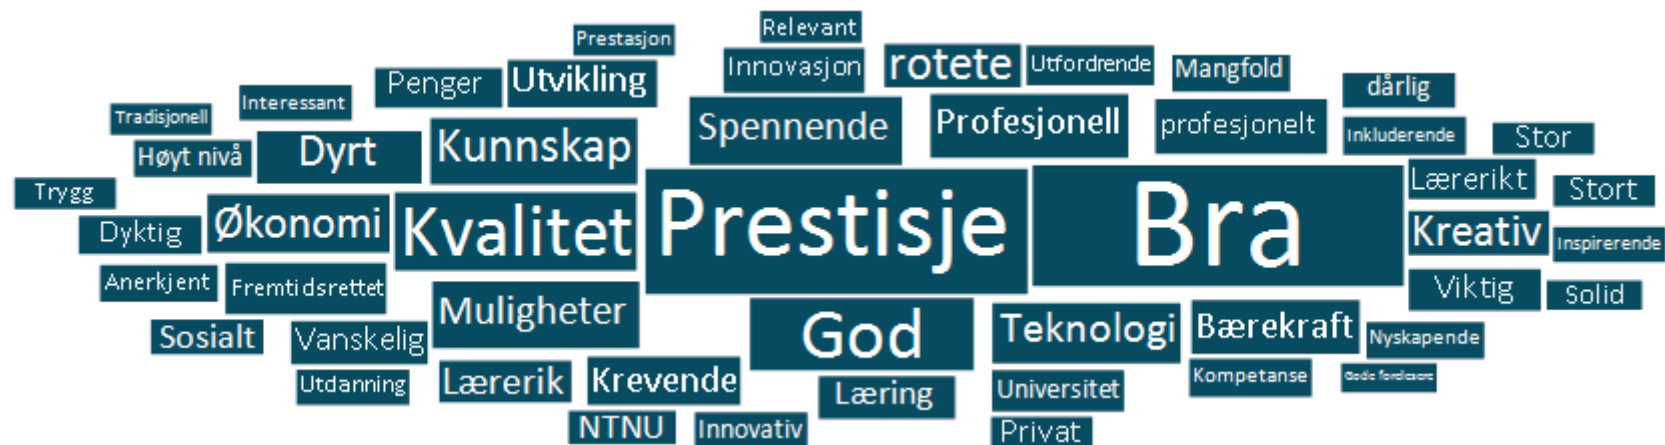 Relevant
Prestasjon
Innovasjon
rotete
Utfordrende
Mangfold
Penger
Utvikling
dårlig
Interessant
Tradisjonell
Dyrt
Kunnskap
Spennende
Profesjonell
profesjonelt
Inkluderende
Stor
Høyt nivå
Trygg
Prestisje
Bra
Lærerikt
Stort
Dyktig
Økonomi
Kvalitet
Kreativ
Inspirerende
Anerkjent
Fremtidsrettet
Muligheter
Viktig
Solid
Sosialt
Vanskelig
God
Teknologi
Bærekraft
Nyskapende
Utdanning
Lærerik
Krevende
Læring
Universitet
Kompetanse
NTNU
Innovativ
Privat